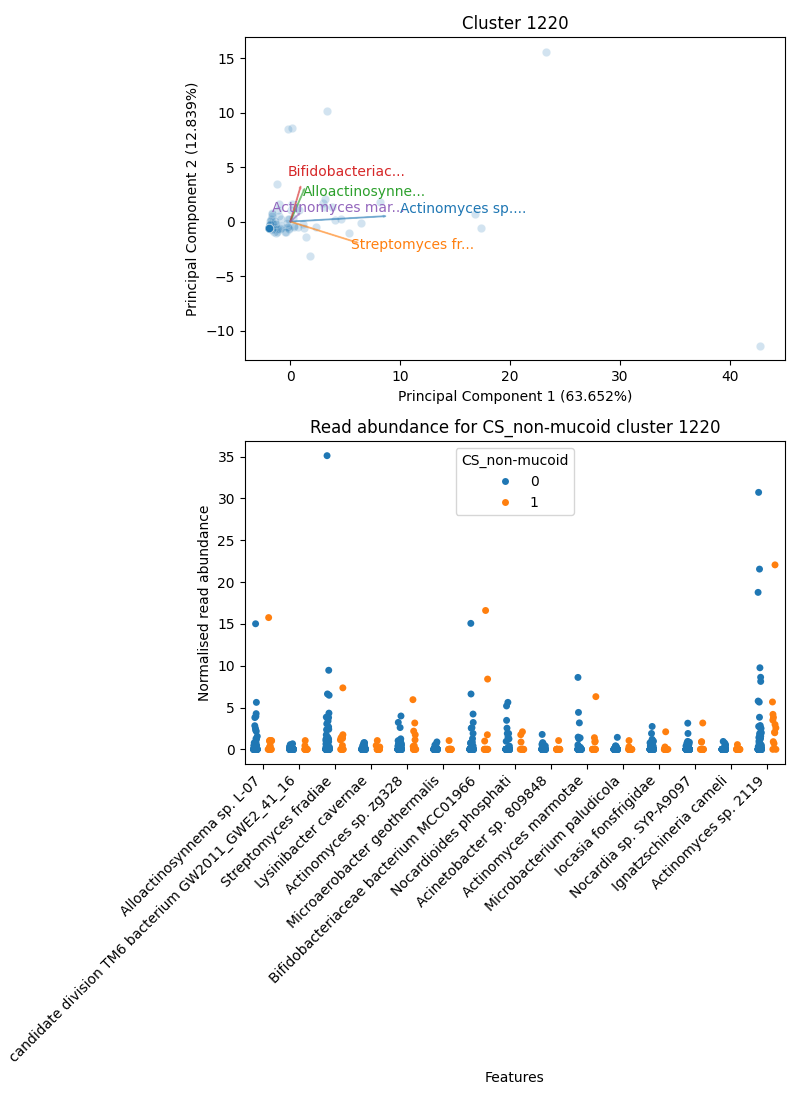 Cluster 1220
Principal Component 2 (12.839%)
15
10
5
0
−5
−10
Bifidobacteriac...
Alloactinosynne...
Actinomyces mar...
Actinomyces sp....
Streptomyces fr...
0
10
20
30
40
Principal Component 1 (63.652%)
Read abundance for CS_non-mucoid cluster 1220
CS_non-mucoid
0
1
Normalised read abundance
35
30
25
20
15
10
5
0
Alloactinosynnema sp. L-07
candidate division TM6 bacterium GW2011_GWE2_41_16
Streptomyces fradiae
Lysinibacter cavernae
Actinomyces sp. zg328
Microaerobacter geothermalis
Bifidobacteriaceae bacterium MCC01966
Nocardioides phosphati
Acinetobacter sp. 809848
Actinomyces marmotae
Microbacterium paludicola
Iocasia fonsfrigidae
Nocardia sp. SYP-A9097
Ignatzschineria cameli
Actinomyces sp. 2119
Features